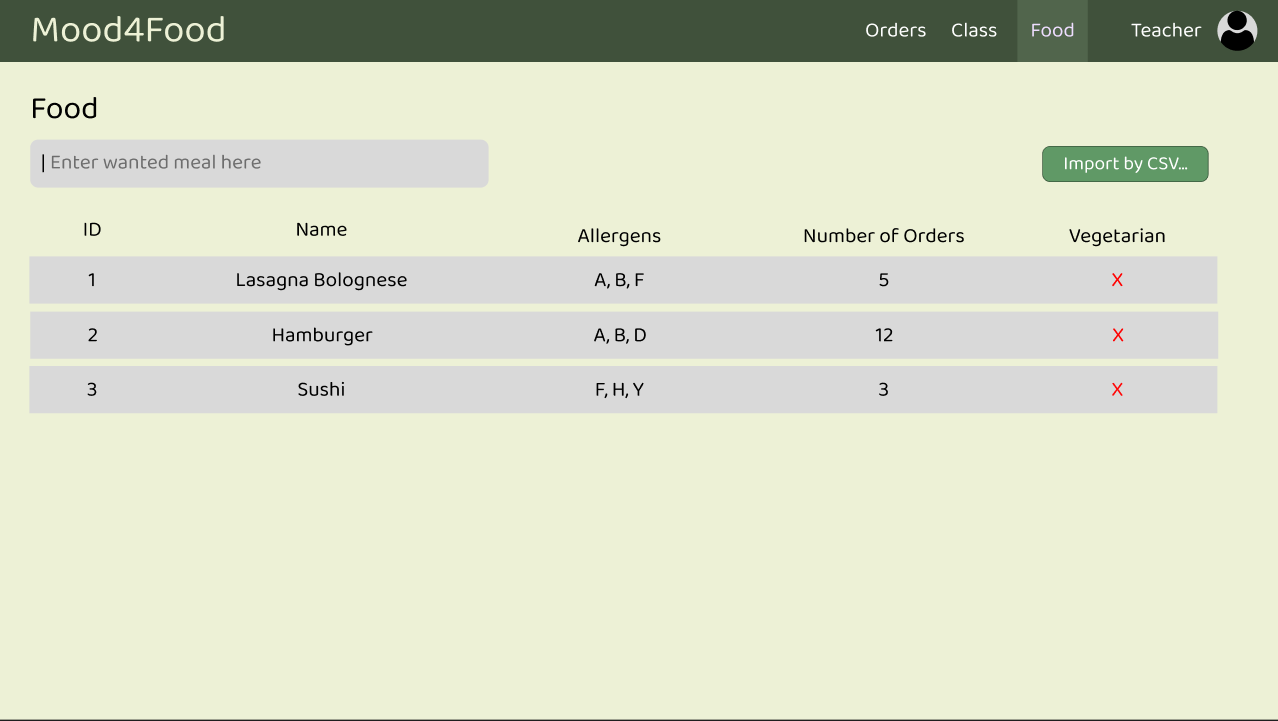 Mood4Food
Orders Class Food Teacher
Food
Enter wanted meal here
Import by CSV...
ID Name Allergens Number of Orders Vegetarian
1 Lasagna Bolognese A, B, F 5 X
2 Hamburger A, B, D 12 X
3 Sushi F, H, Y 3 X